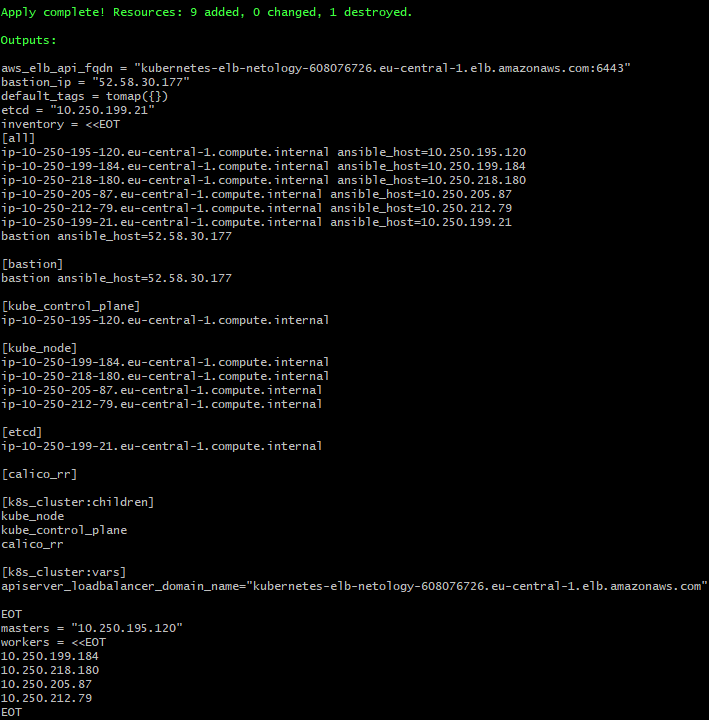 Apply complete! Resources: 9 added, 0 changed, 1 destroyed.
Outputs:
aws_elb_api_fqdn = "kubernetes-elb-netology-608076726.eu-central-1.elb.amazonaws.com:6443"
bastion_ip = "52.58.30.177"
default_tags = tomap({})
etcd = "10.250.199.21"
inventory = <<EOT
[all]
ip-10-250-195-120.eu-central-1.compute.internal ansible_host=10.250.195.120
ip-10-250-199-184.eu-central-1.compute.internal ansible_host=10.250.199.184
ip-10-250-218-180.eu-central-1.compute.internal ansible_host=10.250.218.180
ip-10-250-205-87.eu-central-1.compute.internal ansible_host=10.250.205.87
ip-10-250-212-79.eu-central-1.compute.internal ansible_host=10.250.212.79
ip-10-250-199-21.eu-central-1.compute.internal ansible_host=10.250.199.21
bastion ansible_host=52.58.30.177
[bastion]
bastion ansible_host=52.58.30.177
[kube_control_plane]
ip-10-250-195-120.eu-central-1.compute.internal
[kube_node]
ip-10-250-199-184.eu-central-1.compute.internal
ip-10-250-218-180.eu-central-1.compute.internal
ip-10-250-205-87.eu-central-1.compute.internal
ip-10-250-212-79.eu-central-1.compute.internal
[etcd]
ip-10-250-199-21.eu-central-1.compute.internal
[calico_rr]
[k8s_cluster:children]
kube_node
kube_control_plane
calico_rr
[k8s_cluster:vars]
apiserver_loadbalancer_domain_name="kubernetes-elb-netology-608076726.eu-central-1.elb.amazonaws.com"
EOT
masters = "10.250.195.120"
workers = <<EOT
10.250.199.184
10.250.218.180
10.250.205.87
10.250.212.79
EOT